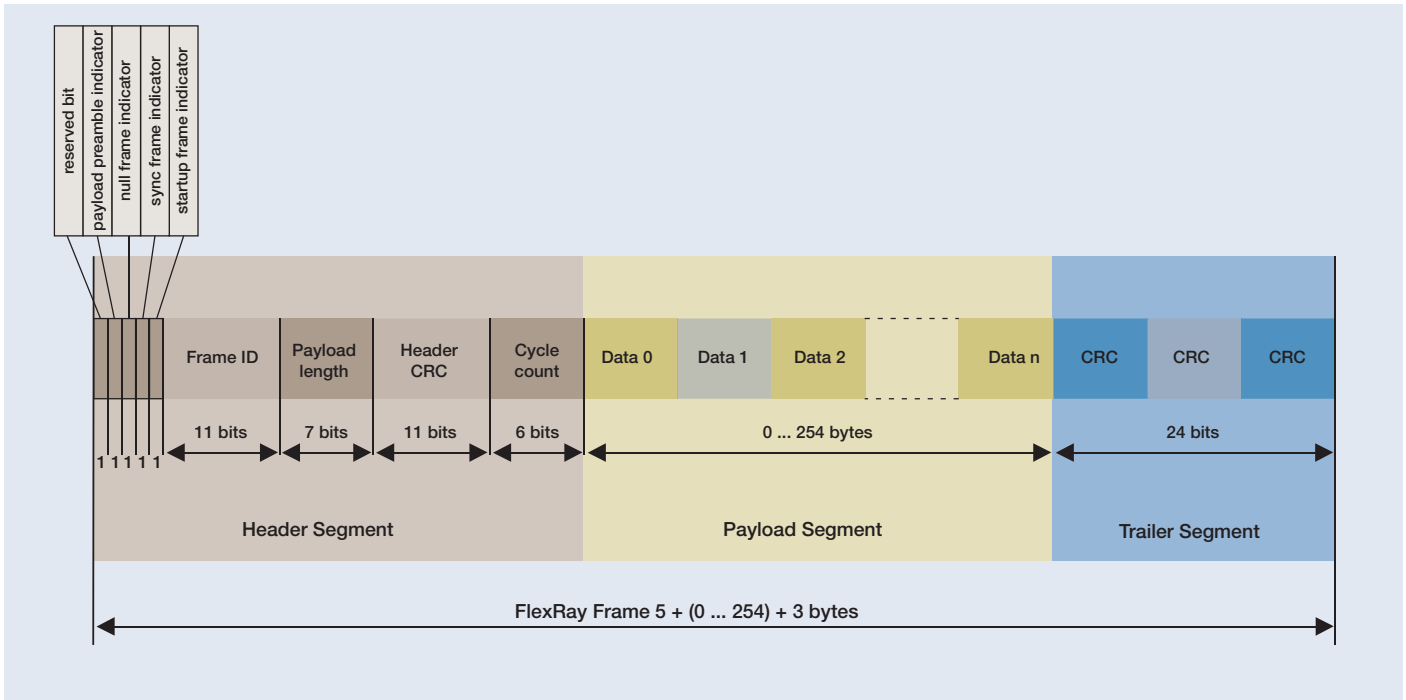 reserved bit
payload preamble indicator
null frame indicator
sync frame indicator
startup frame indicator
Frame ID
Payload
length
Header
CRC
Cycle
count
Data 0
Data 1
Data 2
Data n
CRC
CRC
CRC
1 1 1 1 1
11 bits
7 bits
11 bits
6 bits
0 ... 254 bytes
24 bits
Header Segment
Payload Segment
Trailer Segment
FlexRay Frame 5 + (0 ... 254) + 3 bytes